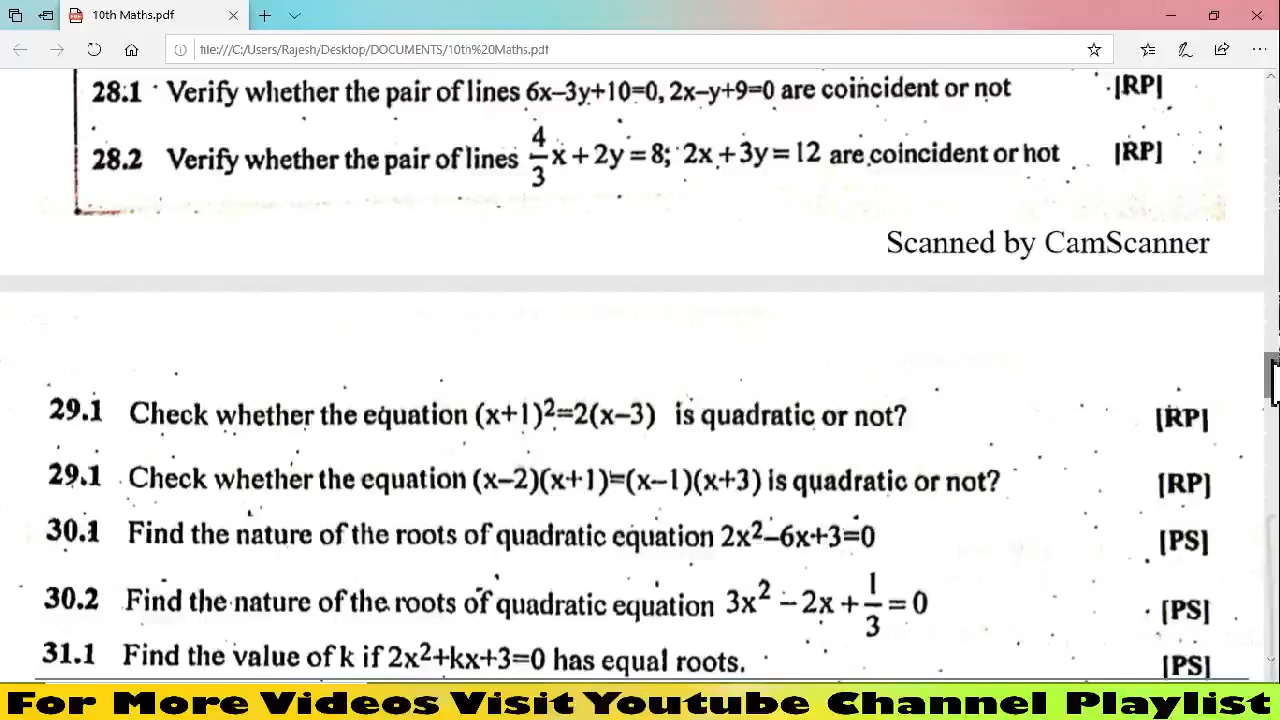 10th Maths.pdf
file:///C:/Users/Rajesh/Desktop/DOCUMENTS/10th%20Maths.pdf
28.1 Verify whether the pair of lines 6x–3y+10=0, 2x–y+9=0 are coincident or not [RP]
28.2 Verify whether the pair of lines 4/3 x + 2y = 8; 2x + 3y = 12 are coincident or not [RP]
Scanned by CamScanner
29.1 Check whether the equation (x+1)²=2(x–3) is quadratic or not? [RP]
29.1 Check whether the equation (x–2)(x+1)=(x–1)(x+3) is quadratic or not? [RP]
30.1 Find the nature of the roots of quadratic equation 2x²–6x+3=0 [PS]
30.2 Find the nature of the roots of quadratic equation 3x² – 2x + 1/3 = 0 [PS]
31.1 Find the value of k if 2x²+kx+3=0 has equal roots. [PS]
For More Videos Visit Youtube Channel Playlist